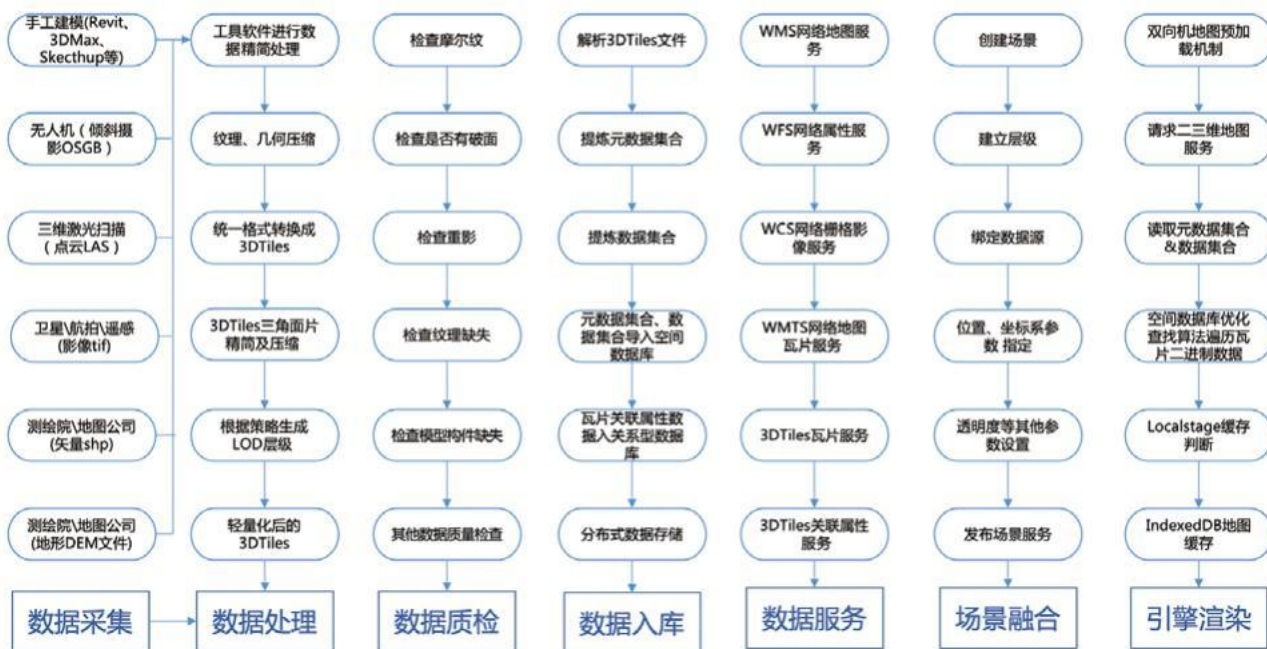 手工建模(Revit、
3DMax、
Skecthup等)
无人机（倾斜摄
影OSGB）
三维激光扫描
（点云LAS）
卫星\航拍\遥感
(影像tif)
测绘院\地图公司
(矢量shp)
测绘院\地图公司
(地形DEM文件)
数据采集
工具软件进行数
据精简处理
纹理、几何压缩
统一格式转换成
3DTiles
3DTiles三角面片
精简及压缩
根据策略生成
LOD层级
轻量化后的
3DTiles
数据处理
检查摩尔纹
检查是否有破面
检查重影
检查纹理缺失
检查模型构件缺失
其他数据质量检查
数据质检
解析3DTiles文件
提炼元数据集合
提炼数据集合
元数据集合、数
据集合导入空间
数据库
瓦片关联属性数
据入关系型数据
库
分布式数据存储
数据入库
WMS网络地图服
务
WFS网络属性服
务
WCS网络栅格影
像服务
WMTS网络地图
瓦片服务
3DTiles瓦片服务
3DTiles关联属性
服务
数据服务
创建场景
建立层级
绑定数据源
位置、坐标系参
数 指定
透明度等其他参
数设置
发布场景服务
场景融合
双向机地图预加
载机制
请求二三维地图
服务
读取元数据集合
&数据集合
空间数据库优化
查找算法遍历瓦
片二进制数据
Localstage缓存
判断
IndexedDB地图
缓存
引擎渲染